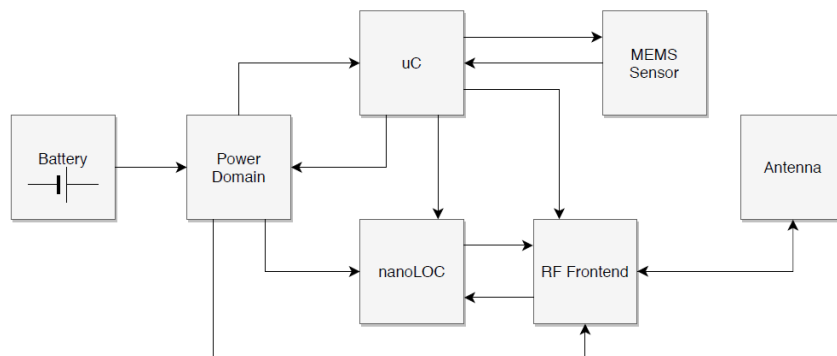 uC
MEMS
Sensor
Battery
Power
Domain
Antenna
nanoLOC
RF Frontend